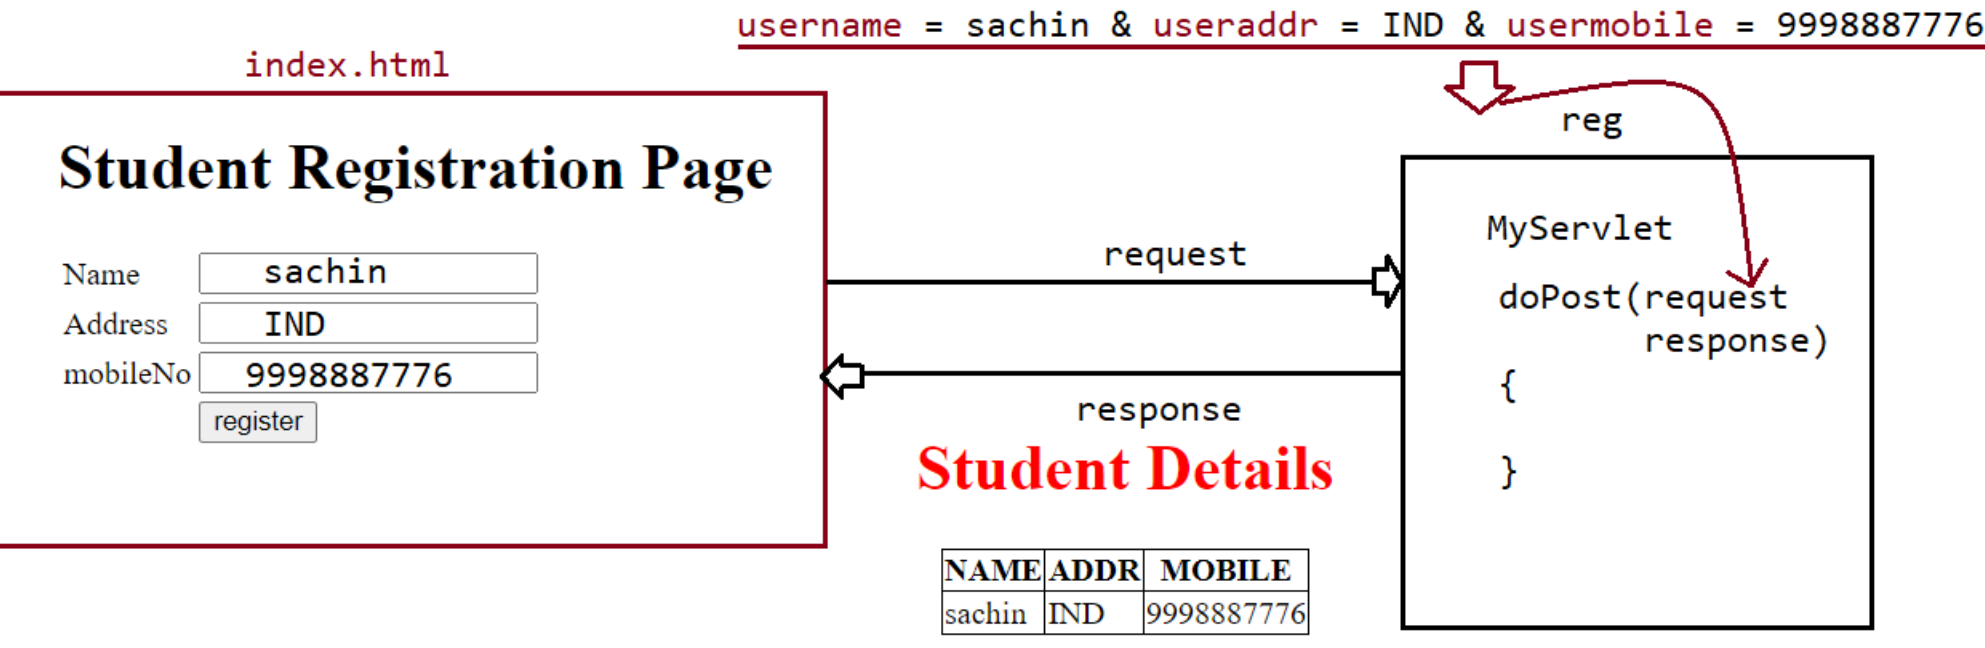 username = sachin & useraddr = IND & usermobile = 9998887776
index.html
reg
Student Registration Page
Name sachin
Address IND
mobileNo 9998887776
register
request
response
Student Details
NAME ADDR MOBILE
sachin IND 9998887776
MyServlet
doPost(request
response)
{
}